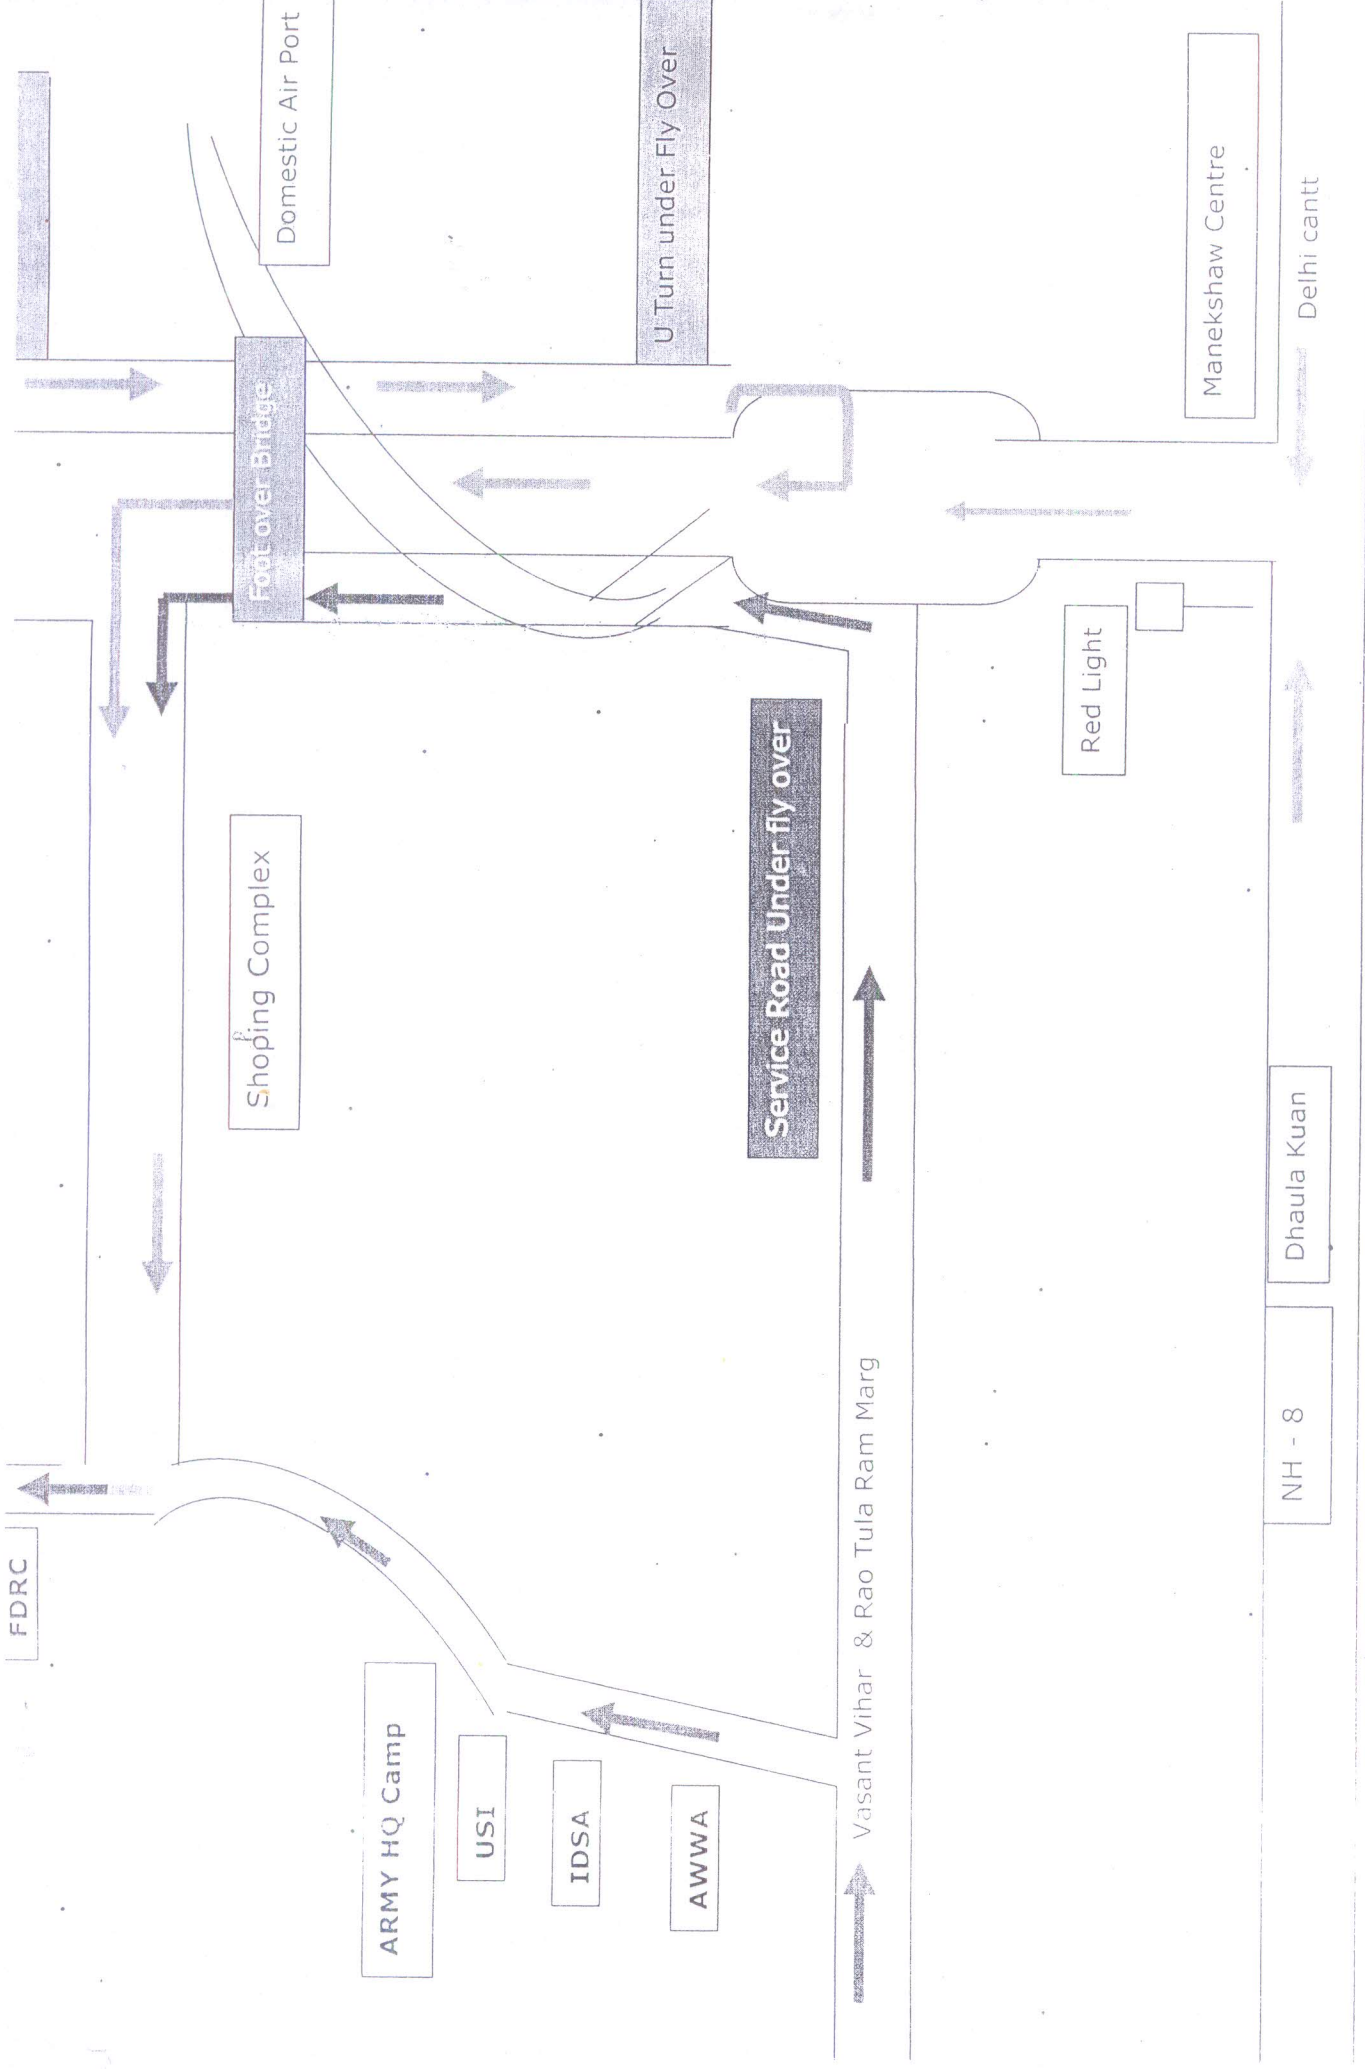 FDRC
Shoping Complex
p
Foot over Bridge
Domestic Air Port
ARMY HQ Camp
USI
IDSA
U Turn under Fly Over
AWWA
Service Road Under fly over
Vasant Vihar & Rao Tula Ram Marg
Red Light
Manekshaw Centre
NH - 8
Dhaula Kuan
Delhi cantt